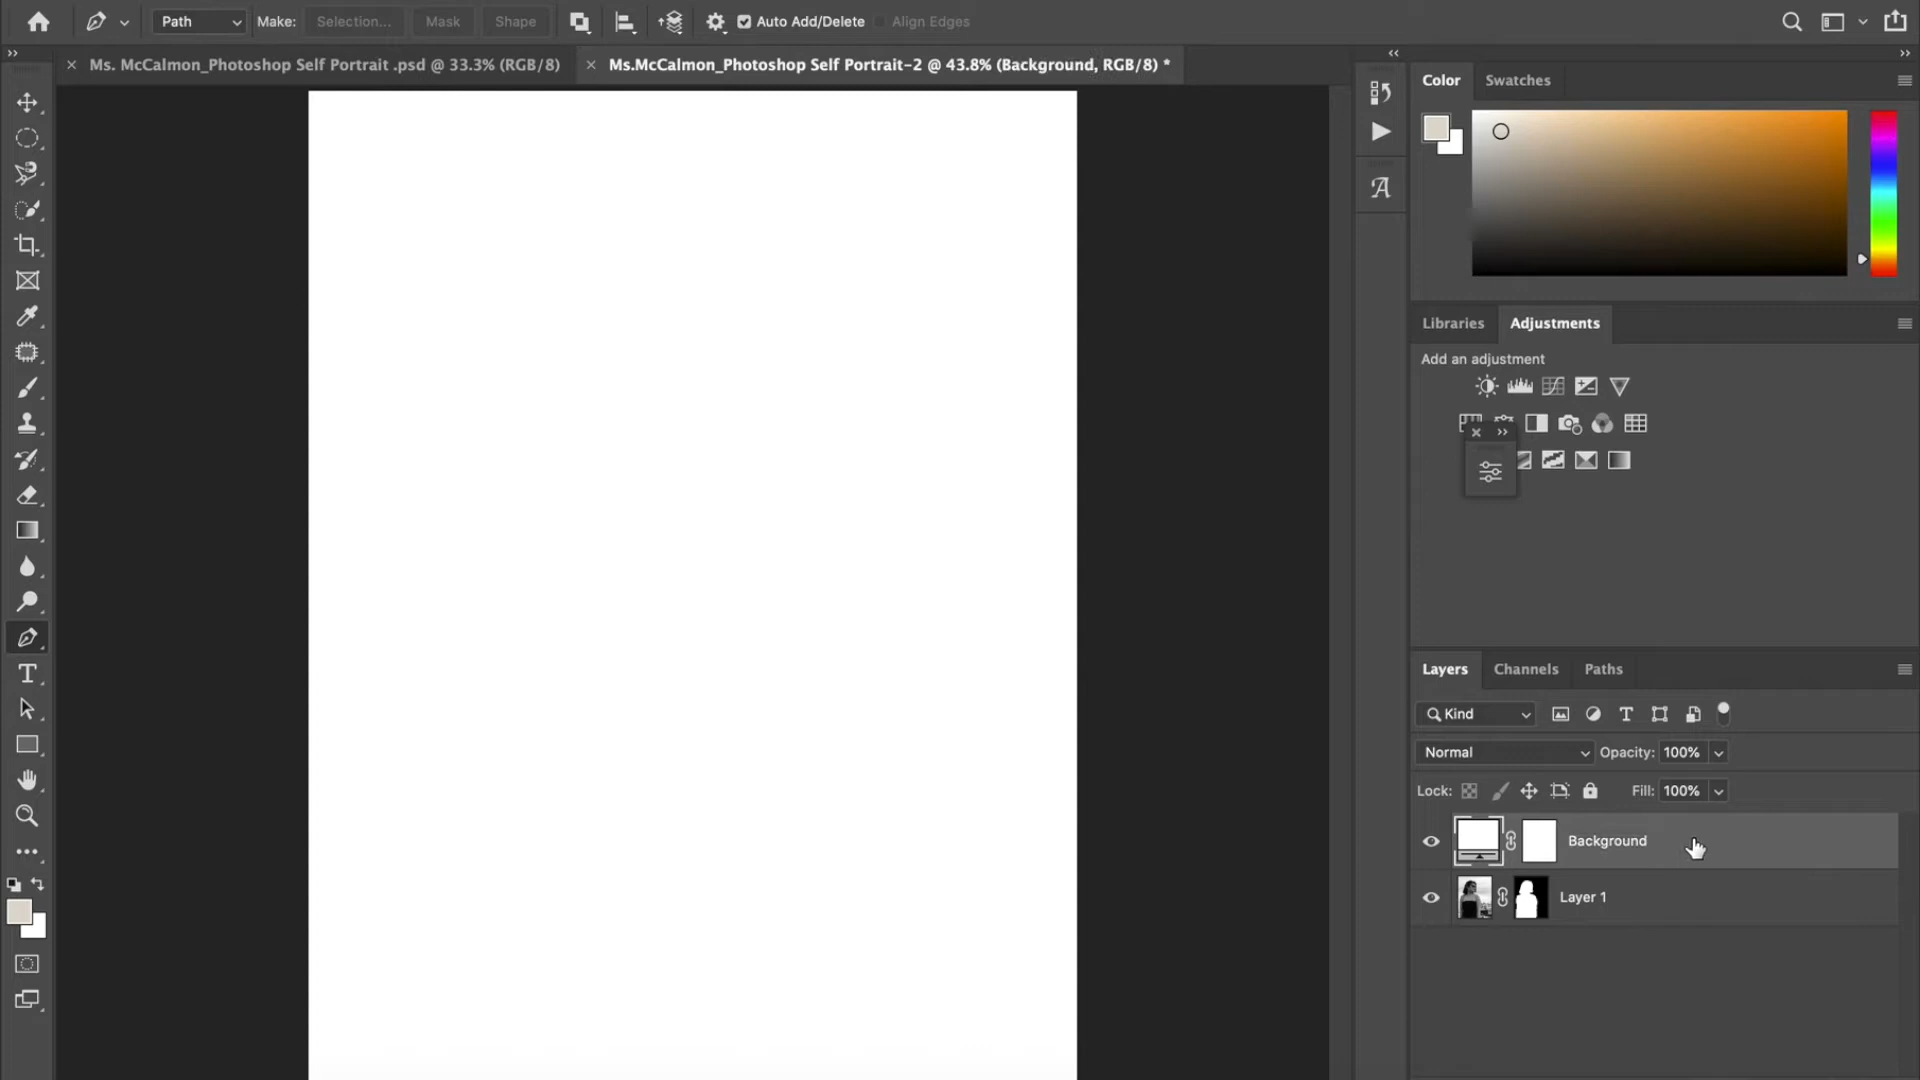 Path Make: Selection... Mask Shape Auto Add/Delete Align Edges
Ms. McCalmon_Photoshop Self Portrait .psd @ 33.3% (RGB/8) Ms.McCalmon_Photoshop Self Portrait-2 @ 43.8% (Background, RGB/8) *
Color Swatches
Libraries Adjustments
Add an adjustment
Layers Channels Paths
Kind
Normal Opacity: 100%
Lock: Fill: 100%
Background
Layer 1